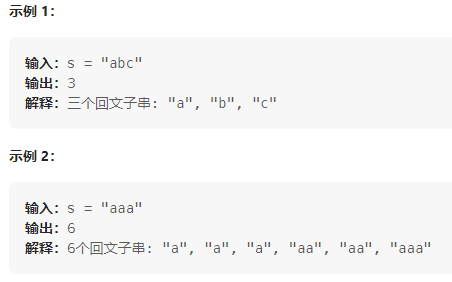 示例 1：
输入：s = "abc"
输出：3
解释：三个回文子串: "a", "b", "c"
示例 2：
输入：s = "aaa"
输出：6
解释：6个回文子串: "a", "a", "a", "aa", "aa", "aaa"